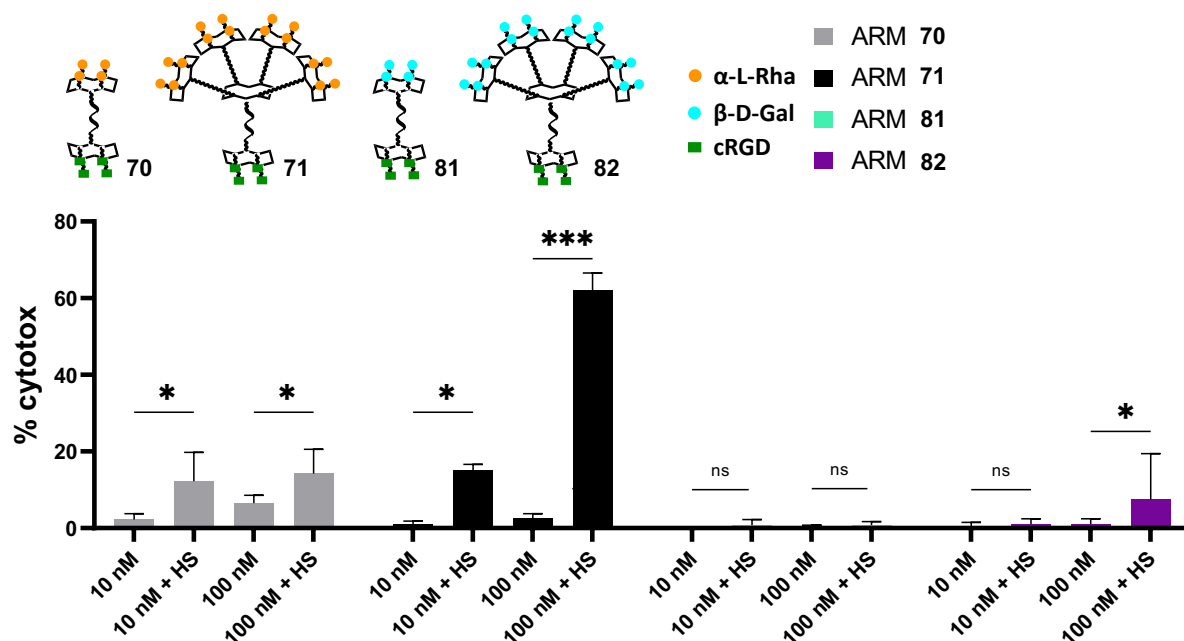 α-L-Rha
β-D-Gal
cRGD
70
71
81
82
ARM 70
ARM 71
ARM 81
ARM 82
% cytotox
80
60
40
20
0
*
*
*
***
ns
ns
ns
*
10 nM
10 nM + HS
100 nM
100 nM + HS
10 nM
10 nM + HS
100 nM
100 nM + HS
10 nM
10 nM + HS
100 nM
100 nM + HS
10 nM
10 nM + HS
100 nM
100 nM + HS